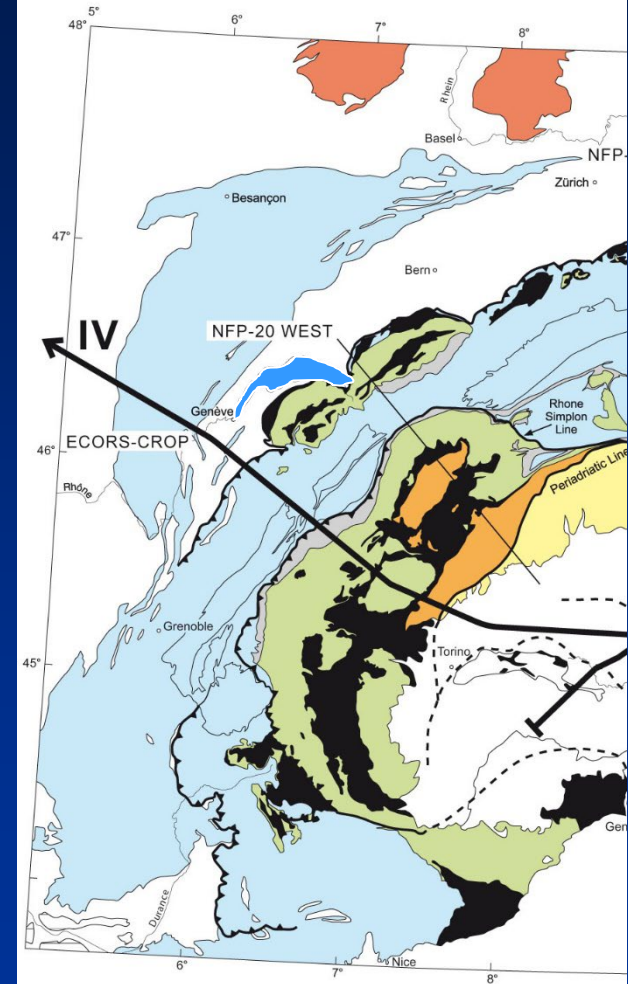 5°
48°
6°
7°
8°
Rhein
Basel
NFP-
Zürich
Besançon
47°
Bern
IV
NFP-20 WEST
Genève
Rhone
Simplon
Line
ECORS-CROP
46°
Periadriatic Line
Rhône
Grenoble
45°
Torino
Gen
Durance
Nice
6°
7°
8°